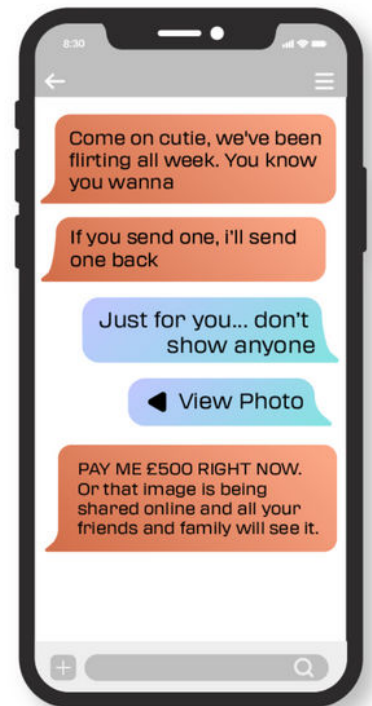 8:30
Come on cutie, we've been
flirting all week. You know
you wanna
If you send one, i'll send
one back
Just for you... don't
show anyone
View Photo
PAY ME £500 RIGHT NOW.
Or that image is being
shared online and all your
friends and family will see it.